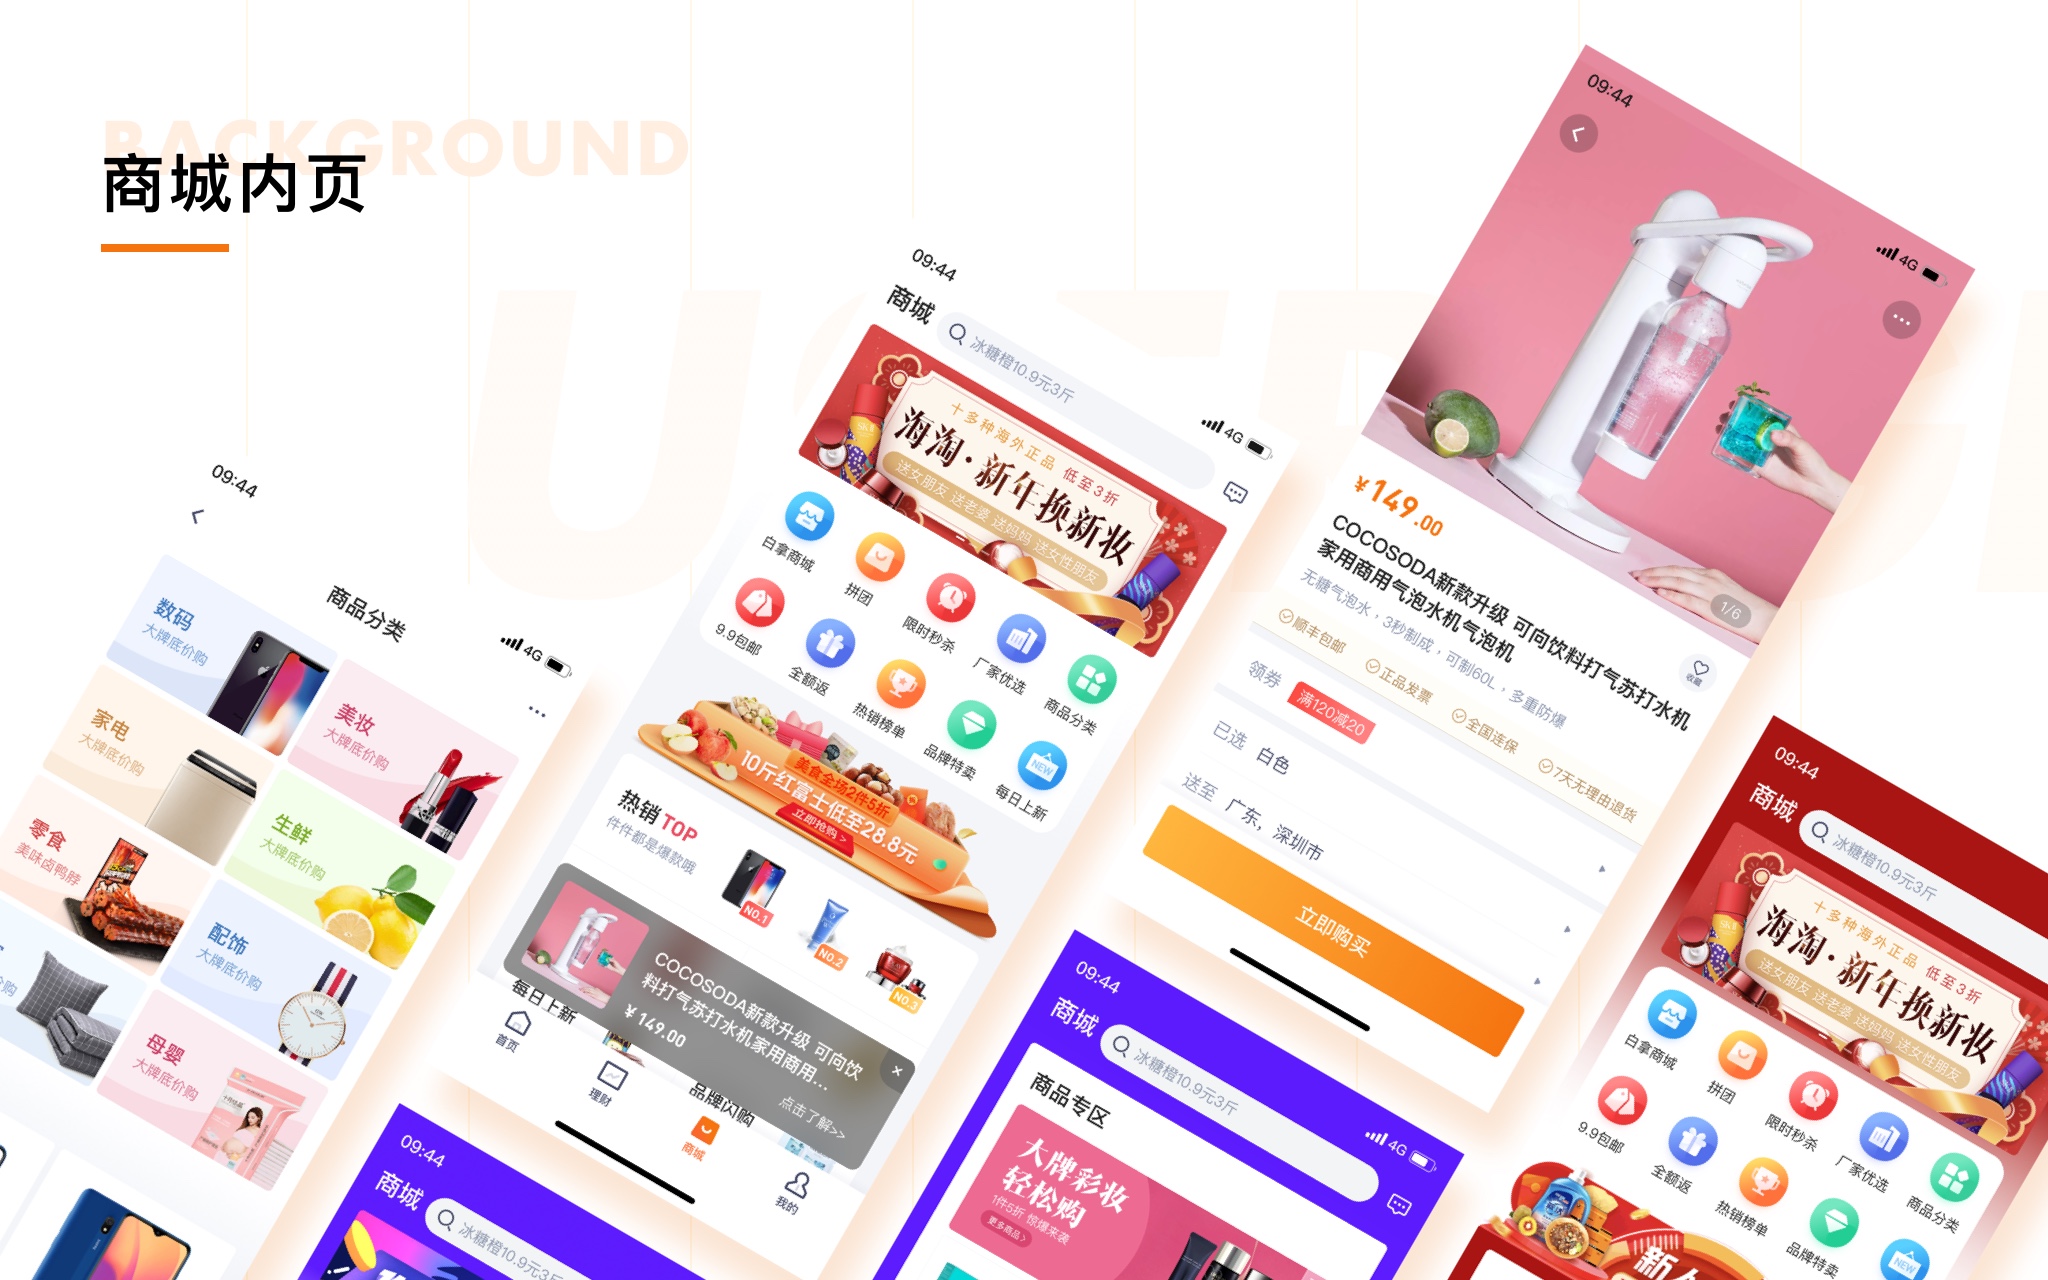 BACKGROUND
商城内页
09:44
商品分类
4G
数码
大牌底价购
美妆
大牌底价购
家电
大牌底价购
生鲜
大牌底价购
零食
美味卤鸭脖
配饰
大牌底价购
母婴
大牌底价购
09:44
4G
商城
冰糖橙10.9元3斤
十多种海外正品 低至3折
海淘·新年换新妆
送女朋友 送老婆 送妈妈 送女性朋友
白拿商城
拼团
限时秒杀
厂家优选
商品分类
9.9包邮
全额返
热销榜单
品牌特卖
NEW
每日上新
美食全场2件5折
10斤红富士低至28.8元
立即抢购 >
热销TOP
件件都是爆款哦
NO.1
NO.2
NO.3
COCOSODA新款升级 可向饮
料打气苏打水机家用商用...
¥ 149.00
点击了解>>
每日上新
品牌闪购
首页
理财
商城
我的
09:44
4G
1/6
¥149.00
COCOSODA新款升级 可向饮料打气苏打水机
家用商用气泡水机气泡机
收藏
无糖气泡水，3秒制成，可制60L，多重防爆
顺丰包邮
正品发票
全国连保
7天无理由退货
领券
满120减20
已选
白色
送至
广东，深圳市
立即购买
09:44
商城
冰糖橙10.9元3斤
09:44
4G
商城
冰糖橙10.9元3斤
商品专区
大牌彩妆
轻松购
1件5折 惊爆来袭
更多商品 >
09:44
商城
冰糖橙10.9元3斤
十多种海外正品 低至3折
海淘·新年换新妆
送女朋友 送老婆 送妈妈 送女性朋友
白拿商城
拼团
限时秒杀
厂家优选
商品分类
9.9包邮
全额返
热销榜单
品牌特卖
NEW